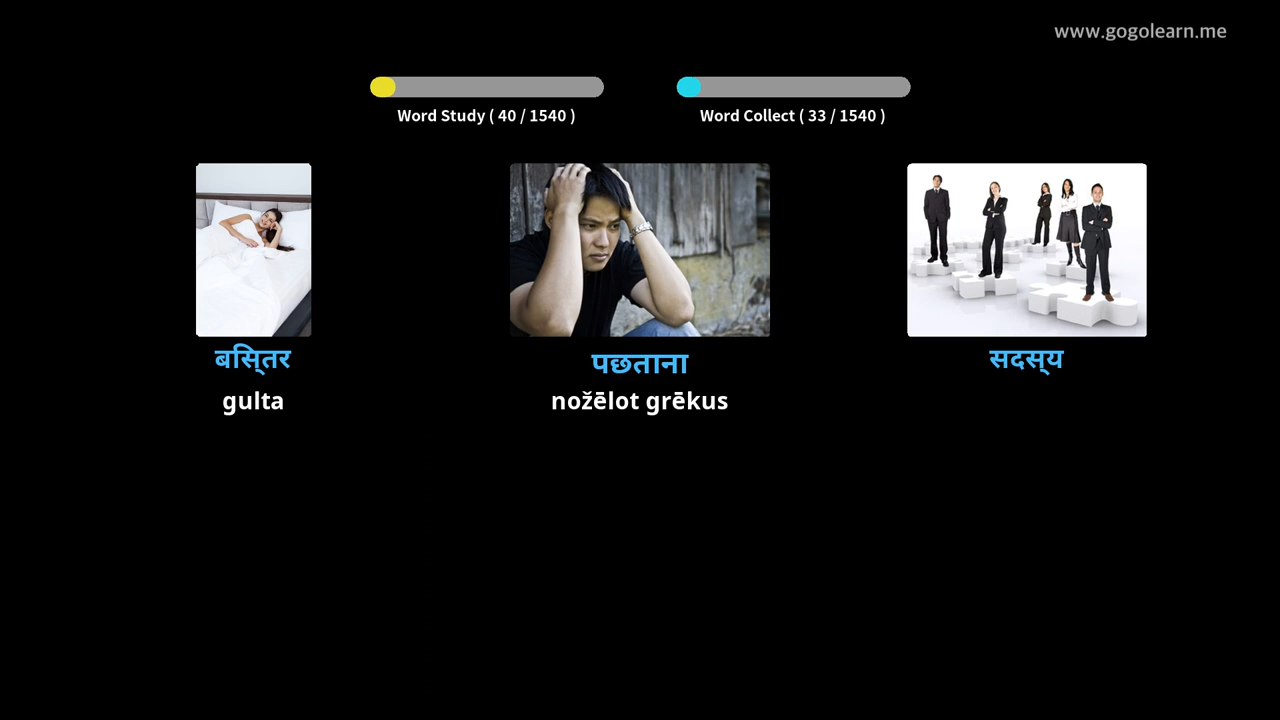 www.gogolearn.me
Word Study ( 40 / 1540 )
Word Collect ( 33 / 1540 )
बिस्तर
gulta
पछताना
nožēlot grēkus
सदस्य